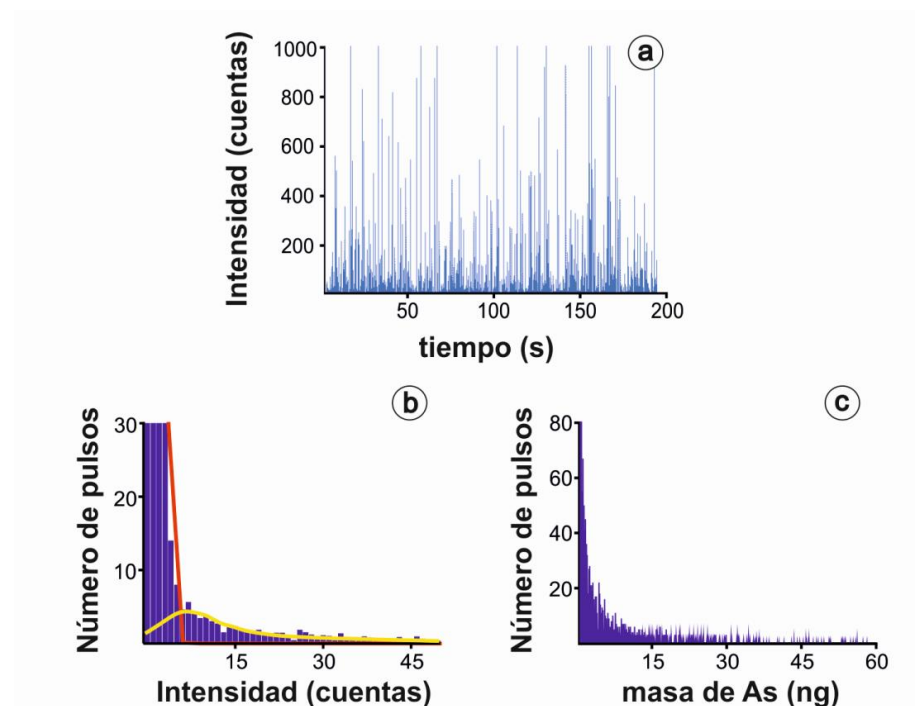 a
Intensidad (cuentas)
1000
800
600
400
200
50
100
150
200
tiempo (s)
b
Número de pulsos
30
20
10
15
30
45
Intensidad (cuentas)
c
Número de pulsos
80
60
40
20
15
30
45
60
masa de As (ng)